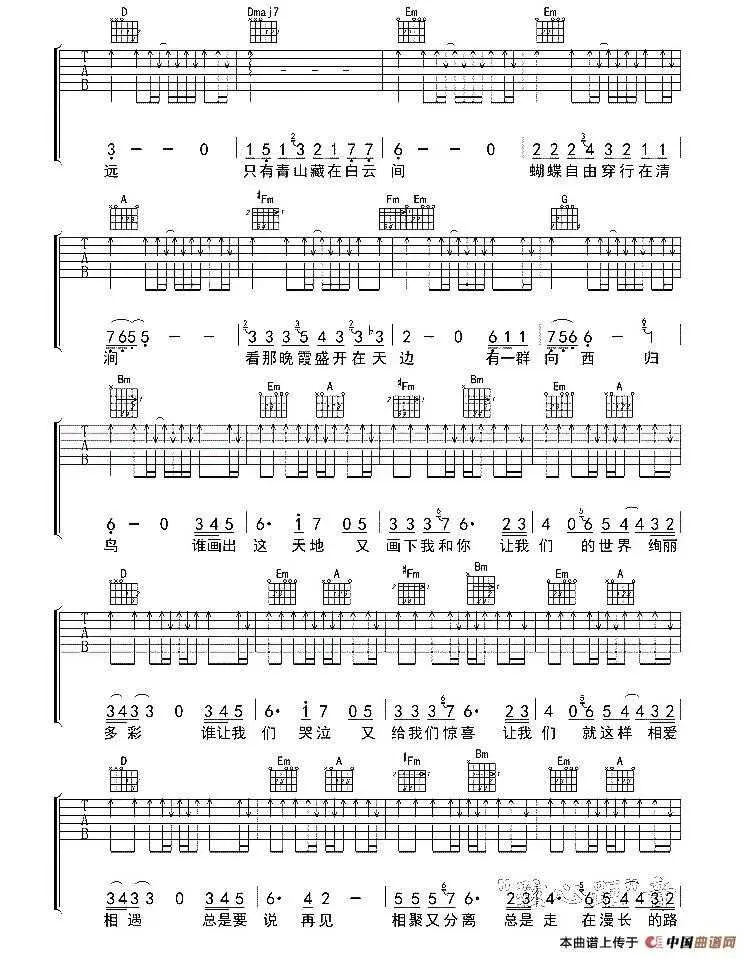 D Dmaj7 Em Em
T A B
3 - - 0 1 5 1 3 2 1 7 7 6 - - 0 2 2 2 4 3 2 1 1
远 只有青山藏在白云 间 蝴蝶自由穿行在清
A #Fm Fm Em G
T A B
7655 - - 3 3 3 5 4 3 3 b3 2 - 0 6 1 1 756 6 - 1
涧 看那晚霞盛开在天 边 有一群 向 西 归
Bm Em A #Fm Bm Em A
T A B
6 - 0 3 4 5 6· i 7 0 5 3 3 3 7 6· 2 3 4 0 6 5 4 4 3 2
鸟 谁画出 这 天地 又 画下我和你 让我 们 的世界 绚丽
D Em A #Fm Bm Em A
T A B
3 4 3 3 0 3 4 5 6· i 7 0 5 3 3 3 7 6· 2 3 4 0 6 5 4 4 3 2
多彩 谁让我 们 哭泣 又 给我们惊喜 让我 们 就这样 相爱
D Em A #Fm Bm Em A
T A B
3 4 3 3 0 3 4 5 6· 4 2 - 5 5 5 7 6· 2 3 4 0 6 5 4 4 3 2
相遇 总是要 说 再见 相聚又分离 总是 走 在漫长 的路
本曲谱上传于 中国曲谱网